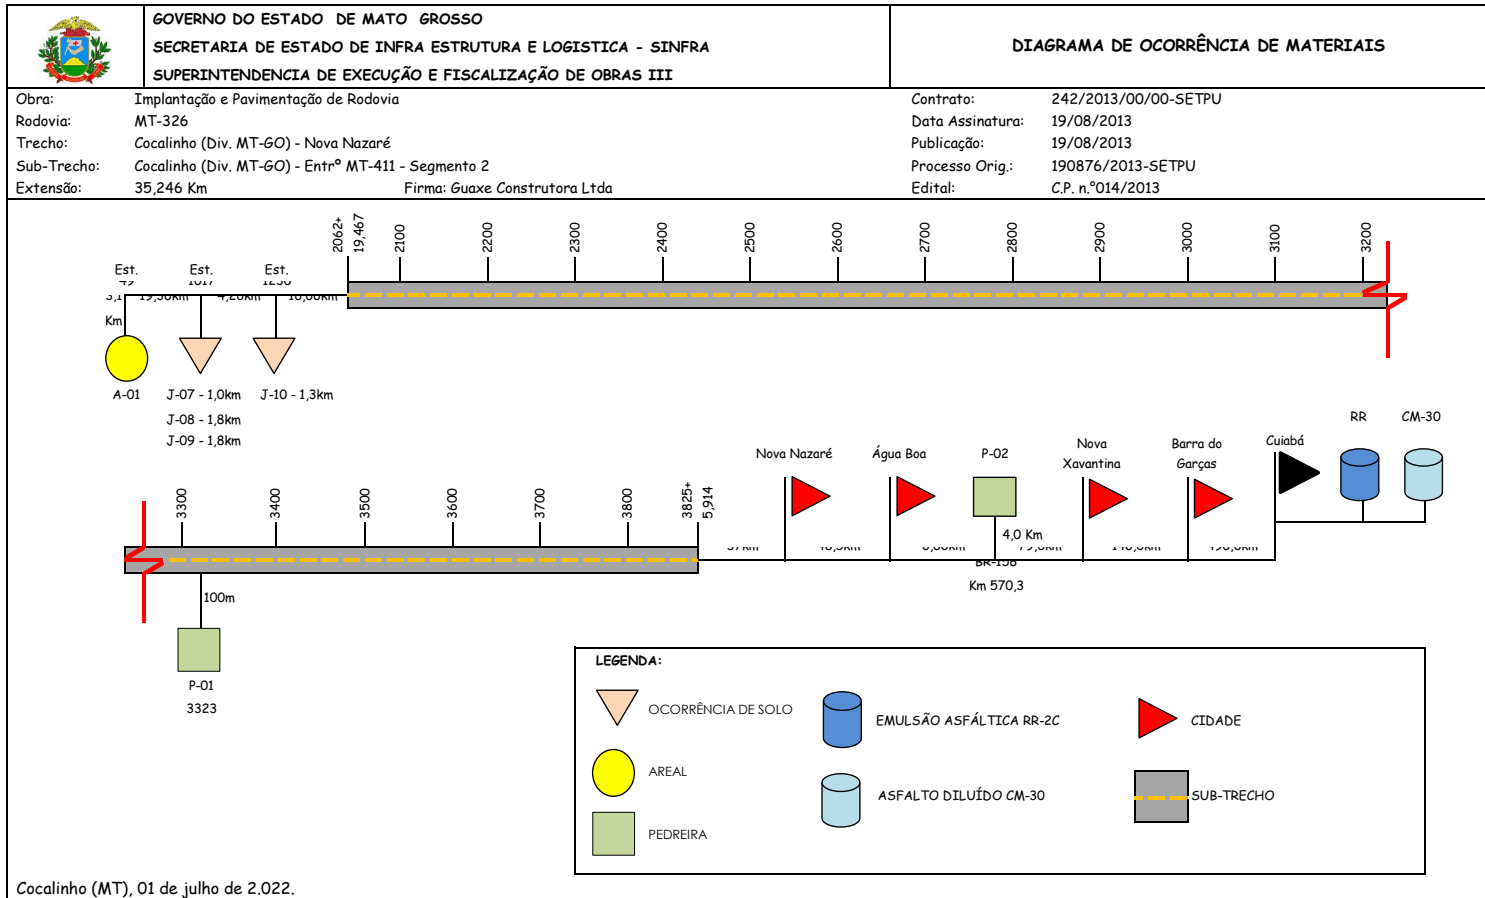 GOVERNO DO ESTADO DE MATO GROSSO
SECRETARIA DE ESTADO DE INFRA ESTRUTURA E LOGISTICA - SINFRA
SUPERINTENDENCIA DE EXECUÇÃO E FISCALIZAÇÃO DE OBRAS III
DIAGRAMA DE OCORRÊNCIA DE MATERIAIS
Obra: Implantação e Pavimentação de Rodovia
Rodovia: MT-326
Trecho: Cocalinho (Div. MT-GO) - Nova Nazaré
Sub-Trecho: Cocalinho (Div. MT-GO) - Entrº MT-411 - Segmento 2
Extensão: 35,246 Km Firma: Guaxe Construtora Ltda
Contrato: 242/2013/00/00-SETPU
Data Assinatura: 19/08/2013
Publicação: 19/08/2013
Processo Orig.: 190876/2013-SETPU
Edital: C.P. n.°014/2013
2062+
19,467
2100
2200
2300
2400
2500
2600
2700
2800
2900
3000
3100
3200
Est.
Est.
Est.
Km
A-01
J-07 - 1,0km
J-08 - 1,8km
J-09 - 1,8km
J-10 - 1,3km
RR
CM-30
Nova Nazaré
Água Boa
P-02
Nova
Xavantina
Barra do
Garças
Cuiabá
3300
3400
3500
3600
3700
3800
3825+
5,914
4,0 Km
BR-158
Km 570,3
100m
P-01
3323
LEGENDA:
OCORRÊNCIA DE SOLO
AREAL
PEDREIRA
EMULSÃO ASFÁLTICA RR-2C
ASFALTO DILUÍDO CM-30
CIDADE
SUB-TRECHO
Cocalinho (MT), 01 de julho de 2.022.